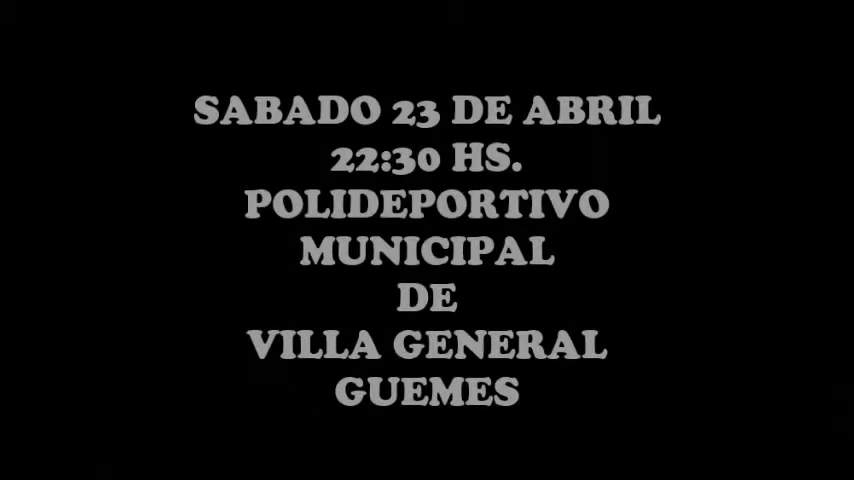 SABADO 23 DE ABRIL
22:30 HS.
POLIDEPORTIVO
MUNICIPAL
DE
VILLA GENERAL
GUEMES